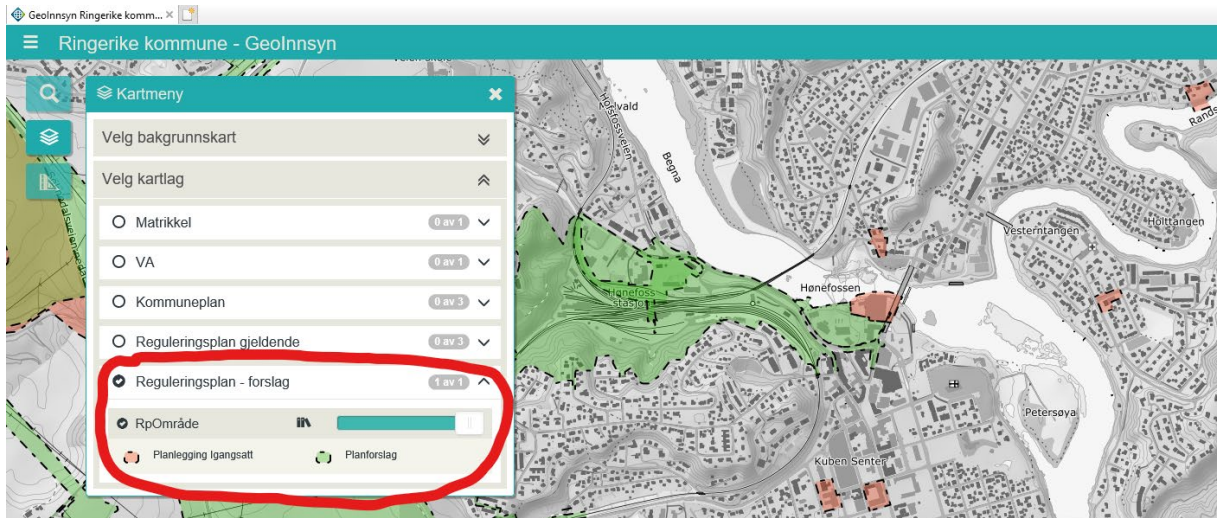 GeoInnsyn Ringerike komm...
Ringerike kommune - GeoInnsyn
Kartmeny
Velg bakgrunnskart
Velg kartlag
Matrikkel
0 av 1
VA
0 av 1
Kommuneplan
0 av 3
Reguleringsplan gjeldende
0 av 3
Reguleringsplan - forslag
1 av 1
RpOmråde
Planlegging Igangsatt
Planforslag
Hofsfossveien
Begna
Hønefoss
stasjon
Hønefossen
Vesterntangen
Holttangen
Rands
Petersøya
Kuben Senter